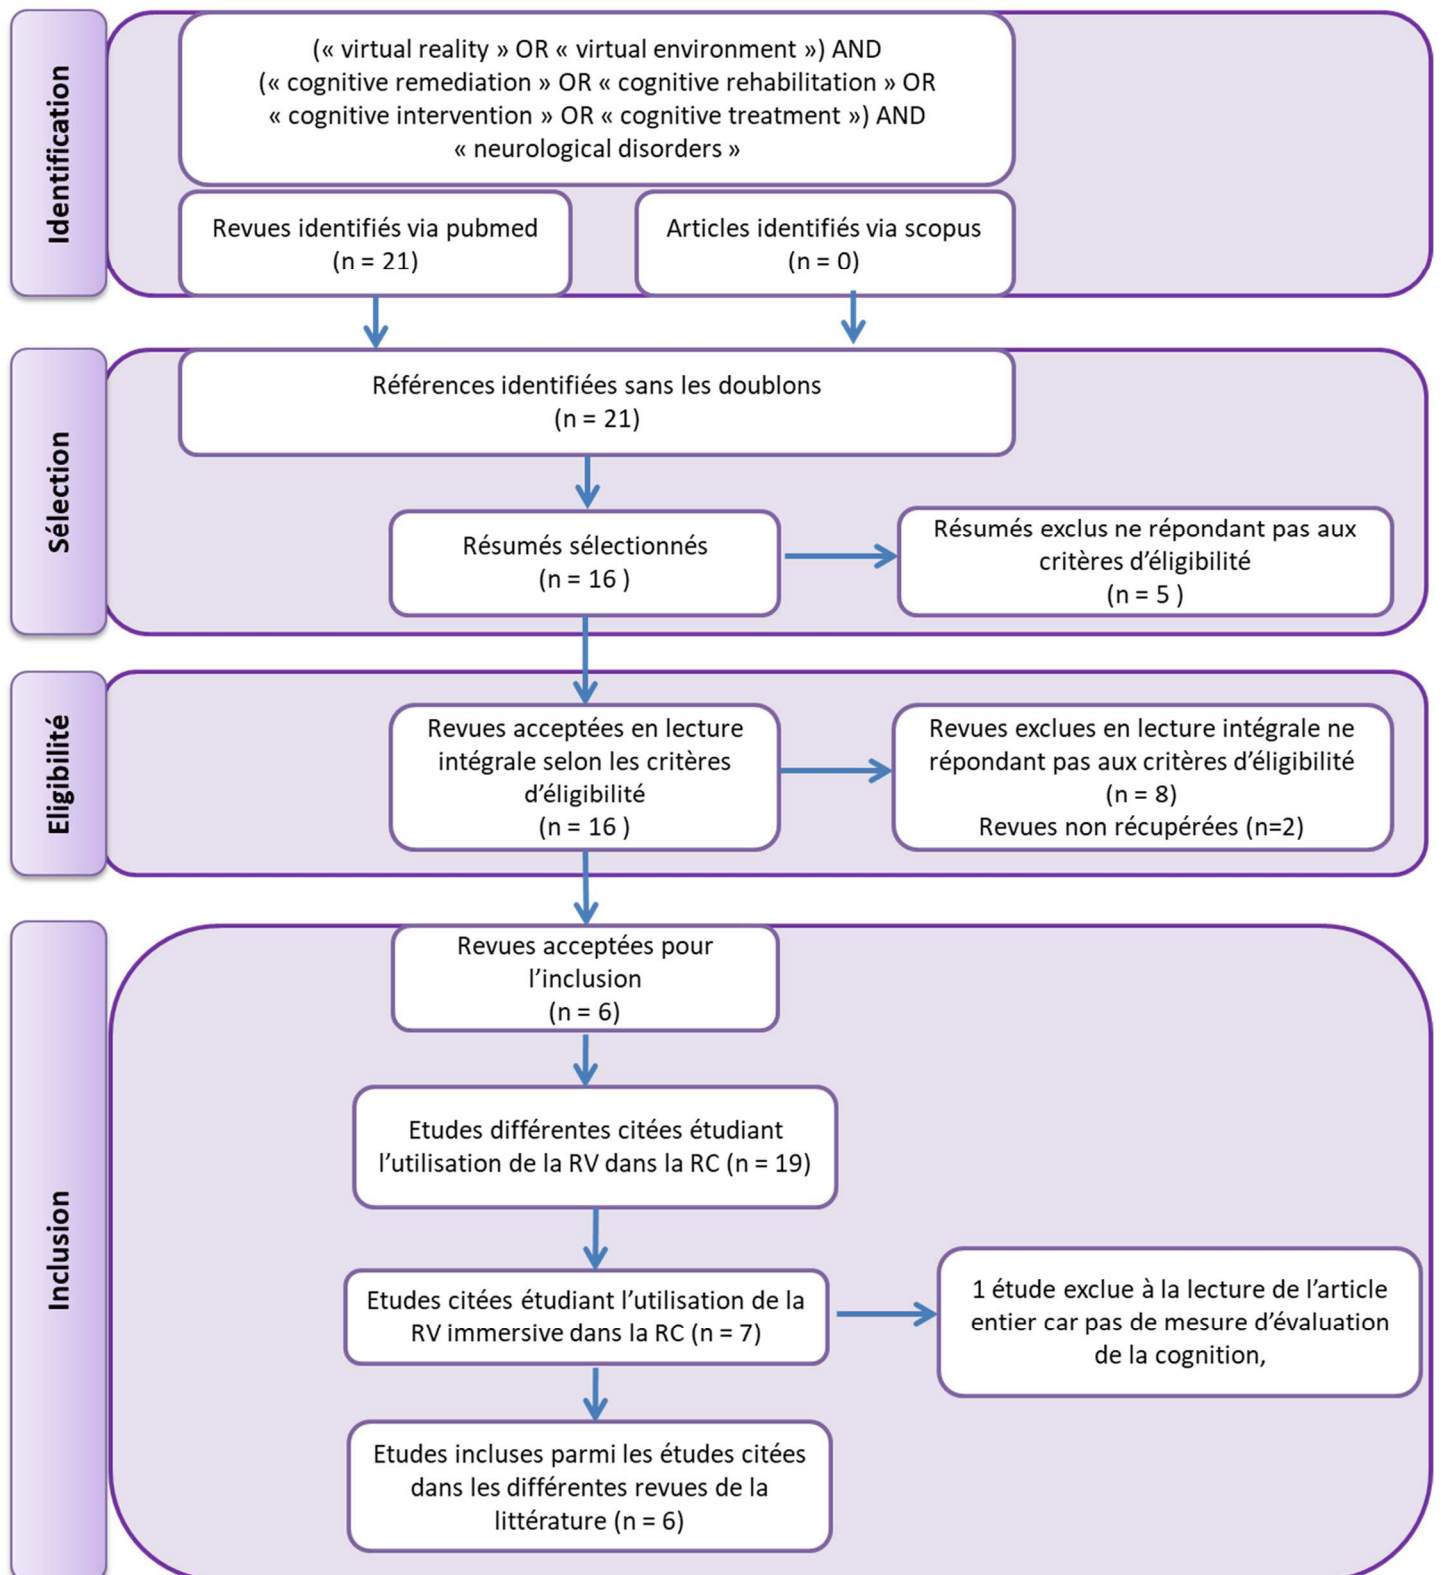 Identification
(« virtual reality » OR « virtual environment ») AND
(« cognitive remediation » OR « cognitive rehabilitation » OR
« cognitive intervention » OR « cognitive treatment ») AND
« neurological disorders »
Revues identifiés via pubmed
(n = 21)
Articles identifiés via scopus
(n = 0)
Sélection
Références identifiées sans les doublons
(n = 21)
Résumés sélectionnés
(n = 16 )
Résumés exclus ne répondant pas aux
critères d’éligibilité
(n = 5 )
Eligibilité
Revues acceptées en lecture
intégrale selon les critères
d’éligibilité
(n = 16 )
Revues exclues en lecture intégrale ne
répondant pas aux critères d’éligibilité
(n = 8)
Revues non récupérées (n=2)
Inclusion
Revues acceptées pour
l’inclusion
(n = 6)
Etudes différentes citées étudiant
l’utilisation de la RV dans la RC (n = 19)
Etudes citées étudiant l’utilisation de la
RV immersive dans la RC (n = 7)
1 étude exclue à la lecture de l’article
entier car pas de mesure d’évaluation
de la cognition,
Etudes incluses parmi les études citées
dans les différentes revues de la
littérature (n = 6)